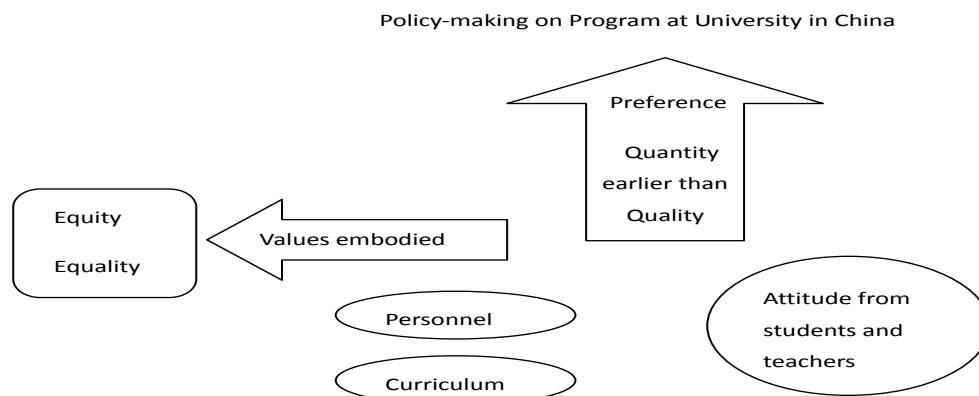 Policy-making on Program at University in China
Preference
Quantity
earlier than
Quality
Equity
Equality
Values embodied
Personnel
Curriculum
Attitude from
students and
teachers